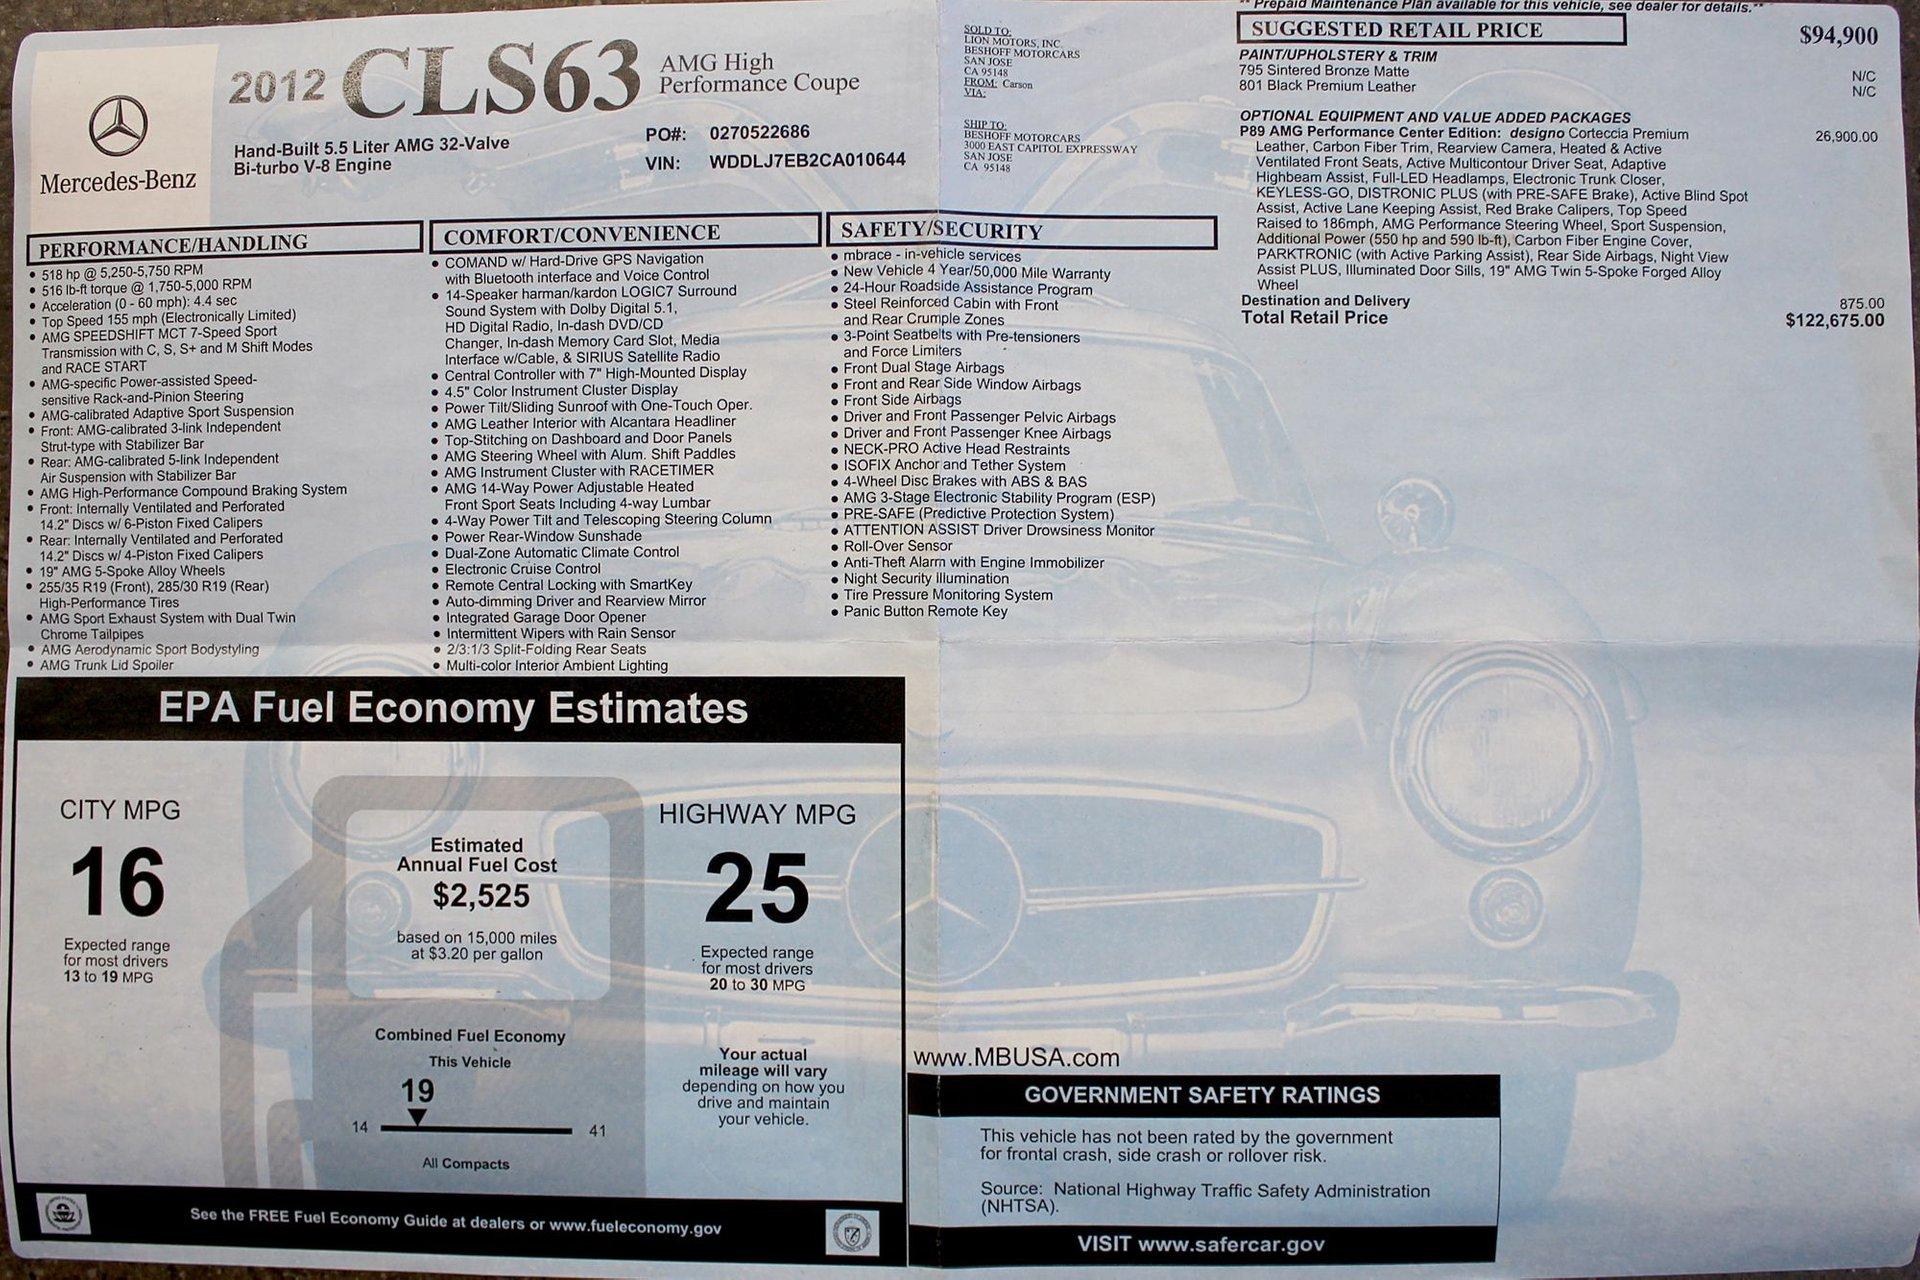 ** Prepaid Maintenance Plan available for this vehicle, see dealer for details.**
Mercedes-Benz
2012 CLS63 AMG High
Performance Coupe
Hand-Built 5.5 Liter AMG 32-Valve
Bi-turbo V-8 Engine
PO#: 0270522686
VIN: WDDLJ7EB2CA010644
SOLD TO:
LION MOTORS, INC.
BESHOFF MOTORCARS
SAN JOSE
CA 95148
FROM: Carson
VIA:
SHIP TO:
BESHOFF MOTORCARS
3000 EAST CAPITOL EXPRESSWAY
SAN JOSE
CA 95148
PERFORMANCE/HANDLING
• 518 hp @ 5,250-5,750 RPM
• 516 lb-ft torque @ 1,750-5,000 RPM
• Acceleration (0 - 60 mph): 4.4 sec
• Top Speed 155 mph (Electronically Limited)
• AMG SPEEDSHIFT MCT 7-Speed Sport
Transmission with C, S, S+ and M Shift Modes
and RACE START
• AMG-specific Power-assisted Speed-
sensitive Rack-and-Pinion Steering
• AMG-calibrated Adaptive Sport Suspension
• Front: AMG-calibrated 3-link Independent
Strut-type with Stabilizer Bar
• Rear: AMG-calibrated 5-link Independent
Air Suspension with Stabilizer Bar
• AMG High-Performance Compound Braking System
• Front: Internally Ventilated and Perforated
14.2" Discs w/ 6-Piston Fixed Calipers
• Rear: Internally Ventilated and Perforated
14.2" Discs w/ 4-Piston Fixed Calipers
• 19" AMG 5-Spoke Alloy Wheels
• 255/35 R19 (Front), 285/30 R19 (Rear)
High-Performance Tires
• AMG Sport Exhaust System with Dual Twin
Chrome Tailpipes
• AMG Aerodynamic Sport Bodystyling
• AMG Trunk Lid Spoiler
COMFORT/CONVENIENCE
• COMAND w/ Hard-Drive GPS Navigation
with Bluetooth interface and Voice Control
• 14-Speaker harman/kardon LOGIC7 Surround
Sound System with Dolby Digital 5.1,
HD Digital Radio, In-dash DVD/CD
Changer, In-dash Memory Card Slot, Media
Interface w/Cable, & SIRIUS Satellite Radio
• Central Controller with 7" High-Mounted Display
• 4.5" Color Instrument Cluster Display
• Power Tilt/Sliding Sunroof with One-Touch Oper.
• AMG Leather Interior with Alcantara Headliner
• Top-Stitching on Dashboard and Door Panels
• AMG Steering Wheel with Alum. Shift Paddles
• AMG Instrument Cluster with RACETIMER
• AMG 14-Way Power Adjustable Heated
Front Sport Seats Including 4-way Lumbar
• 4-Way Power Tilt and Telescoping Steering Column
• Power Rear-Window Sunshade
• Dual-Zone Automatic Climate Control
• Electronic Cruise Control
• Remote Central Locking with SmartKey
• Auto-dimming Driver and Rearview Mirror
• Integrated Garage Door Opener
• Intermittent Wipers with Rain Sensor
• 2/3:1/3 Split-Folding Rear Seats
• Multi-color Interior Ambient Lighting
SAFETY/SECURITY
• mbrace - in-vehicle services
• New Vehicle 4 Year/50,000 Mile Warranty
• 24-Hour Roadside Assistance Program
• Steel Reinforced Cabin with Front
and Rear Crumple Zones
• 3-Point Seatbelts with Pre-tensioners
and Force Limiters
• Front Dual Stage Airbags
• Front and Rear Side Window Airbags
• Front Side Airbags
• Driver and Front Passenger Pelvic Airbags
• Driver and Front Passenger Knee Airbags
• NECK-PRO Active Head Restraints
• ISOFIX Anchor and Tether System
• 4-Wheel Disc Brakes with ABS & BAS
• AMG 3-Stage Electronic Stability Program (ESP)
• PRE-SAFE (Predictive Protection System)
• ATTENTION ASSIST Driver Drowsiness Monitor
• Roll-Over Sensor
• Anti-Theft Alarm with Engine Immobilizer
• Night Security Illumination
• Tire Pressure Monitoring System
• Panic Button Remote Key
SUGGESTED RETAIL PRICE $94,900
PAINT/UPHOLSTERY & TRIM
795 Sintered Bronze Matte N/C
801 Black Premium Leather N/C
OPTIONAL EQUIPMENT AND VALUE ADDED PACKAGES
P89 AMG Performance Center Edition: designo Corteccia Premium 26,900.00
Leather, Carbon Fiber Trim, Rearview Camera, Heated & Active
Ventilated Front Seats, Active Multicontour Driver Seat, Adaptive
Highbeam Assist, Full-LED Headlamps, Electronic Trunk Closer,
KEYLESS-GO, DISTRONIC PLUS (with PRE-SAFE Brake), Active Blind Spot
Assist, Active Lane Keeping Assist, Red Brake Calipers, Top Speed
Raised to 186mph, AMG Performance Steering Wheel, Sport Suspension,
Additional Power (550 hp and 590 lb-ft), Carbon Fiber Engine Cover,
PARKTRONIC (with Active Parking Assist), Rear Side Airbags, Night View
Assist PLUS, Illuminated Door Sills, 19" AMG Twin 5-Spoke Forged Alloy
Wheel
Destination and Delivery 875.00
Total Retail Price $122,675.00
EPA Fuel Economy Estimates
CITY MPG
16
Expected range
for most drivers
13 to 19 MPG
Estimated
Annual Fuel Cost
$2,525
based on 15,000 miles
at $3.20 per gallon
HIGHWAY MPG
25
Expected range
for most drivers
20 to 30 MPG
Combined Fuel Economy
This Vehicle
19
14 41
All Compacts
Your actual
mileage will vary
depending on how you
drive and maintain
your vehicle.
See the FREE Fuel Economy Guide at dealers or www.fueleconomy.gov
www.MBUSA.com
GOVERNMENT SAFETY RATINGS
This vehicle has not been rated by the government
for frontal crash, side crash or rollover risk.
Source: National Highway Traffic Safety Administration
(NHTSA).
VISIT www.safercar.gov